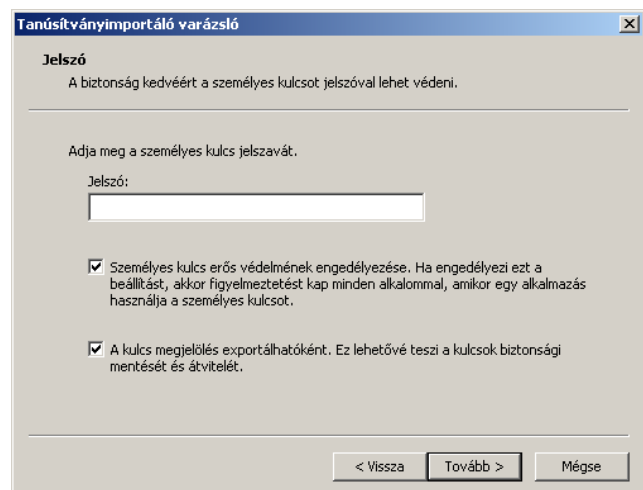 Tanúsítványimportáló varázsló
Jelszó
A biztonság kedvéért a személyes kulcsot jelszóval lehet védeni.
Adja meg a személyes kulcs jelszavát.
Jelszó:
Személyes kulcs erős védelmének engedélyezése. Ha engedélyezi ezt a
beállítást, akkor figyelmeztetést kap minden alkalommal, amikor egy alkalmazás
használja a személyes kulcsot.
A kulcs megjelölés exportálhatóként. Ez lehetővé teszi a kulcsok biztonsági
mentését és átvitelét.
< Vissza
Tovább >
Mégse